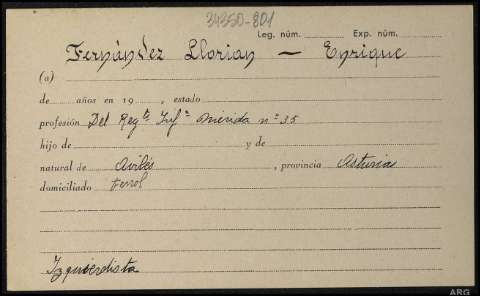 34350-801
Leg. núm. Exp. núm.
Fernández Llorian — Enrique
(a)
de años en 19 , estado
profesión Del Regto Infª Mérida nº 35
hijo de y de
natural de Avilés , provincia Asturias
domiciliado Ferrol
Izquierdista
ARG